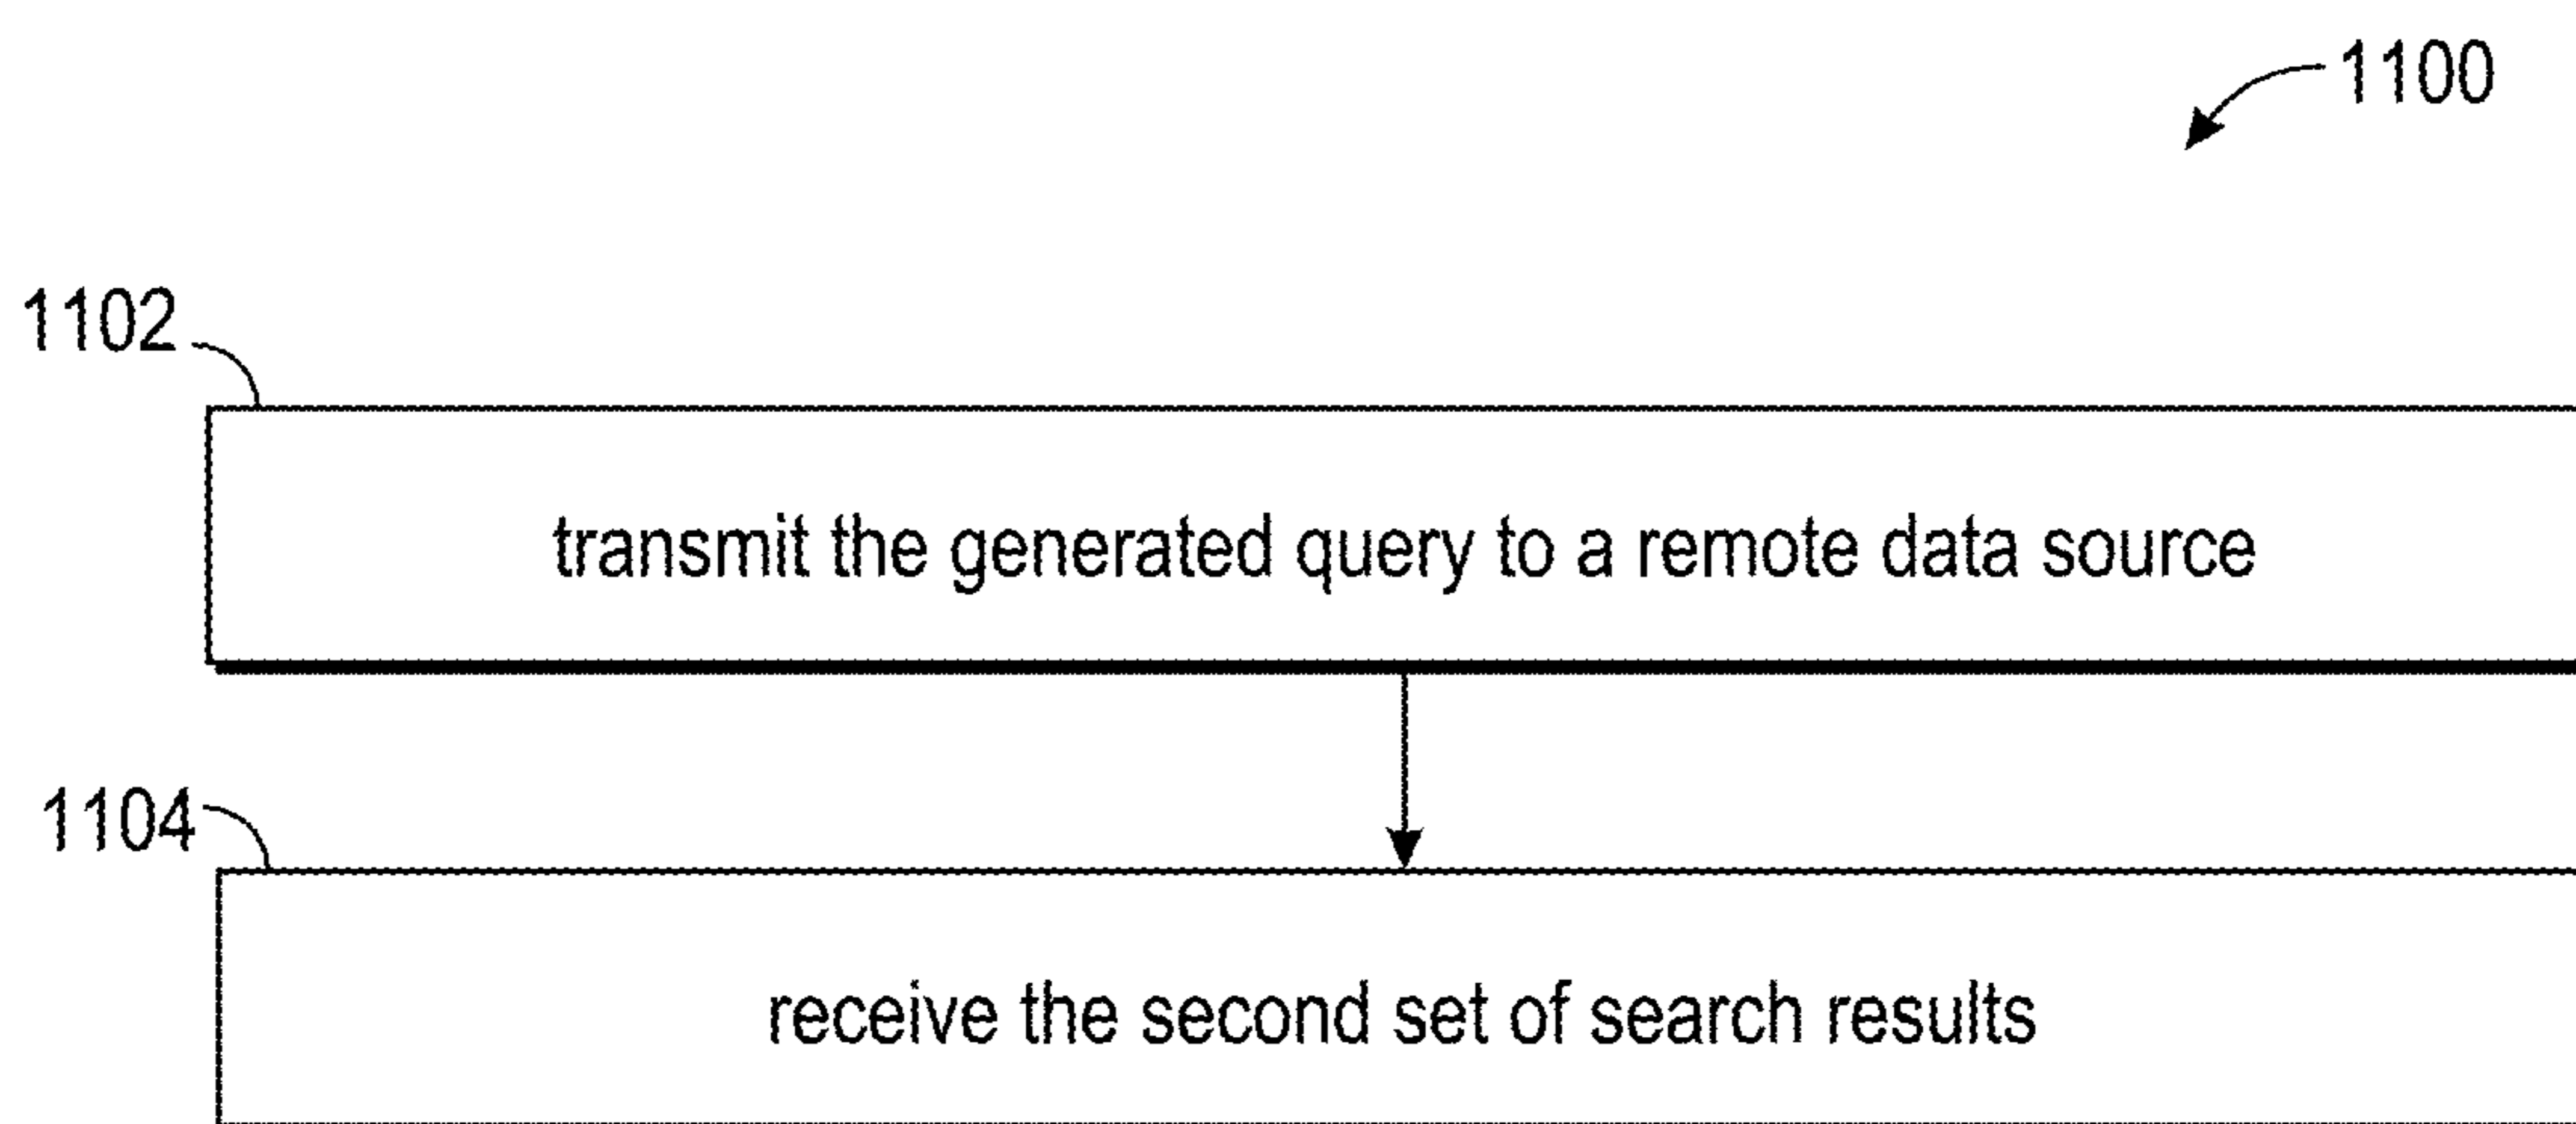 1100
1102
transmit the generated query to a remote data source
1104
receive the second set of search results